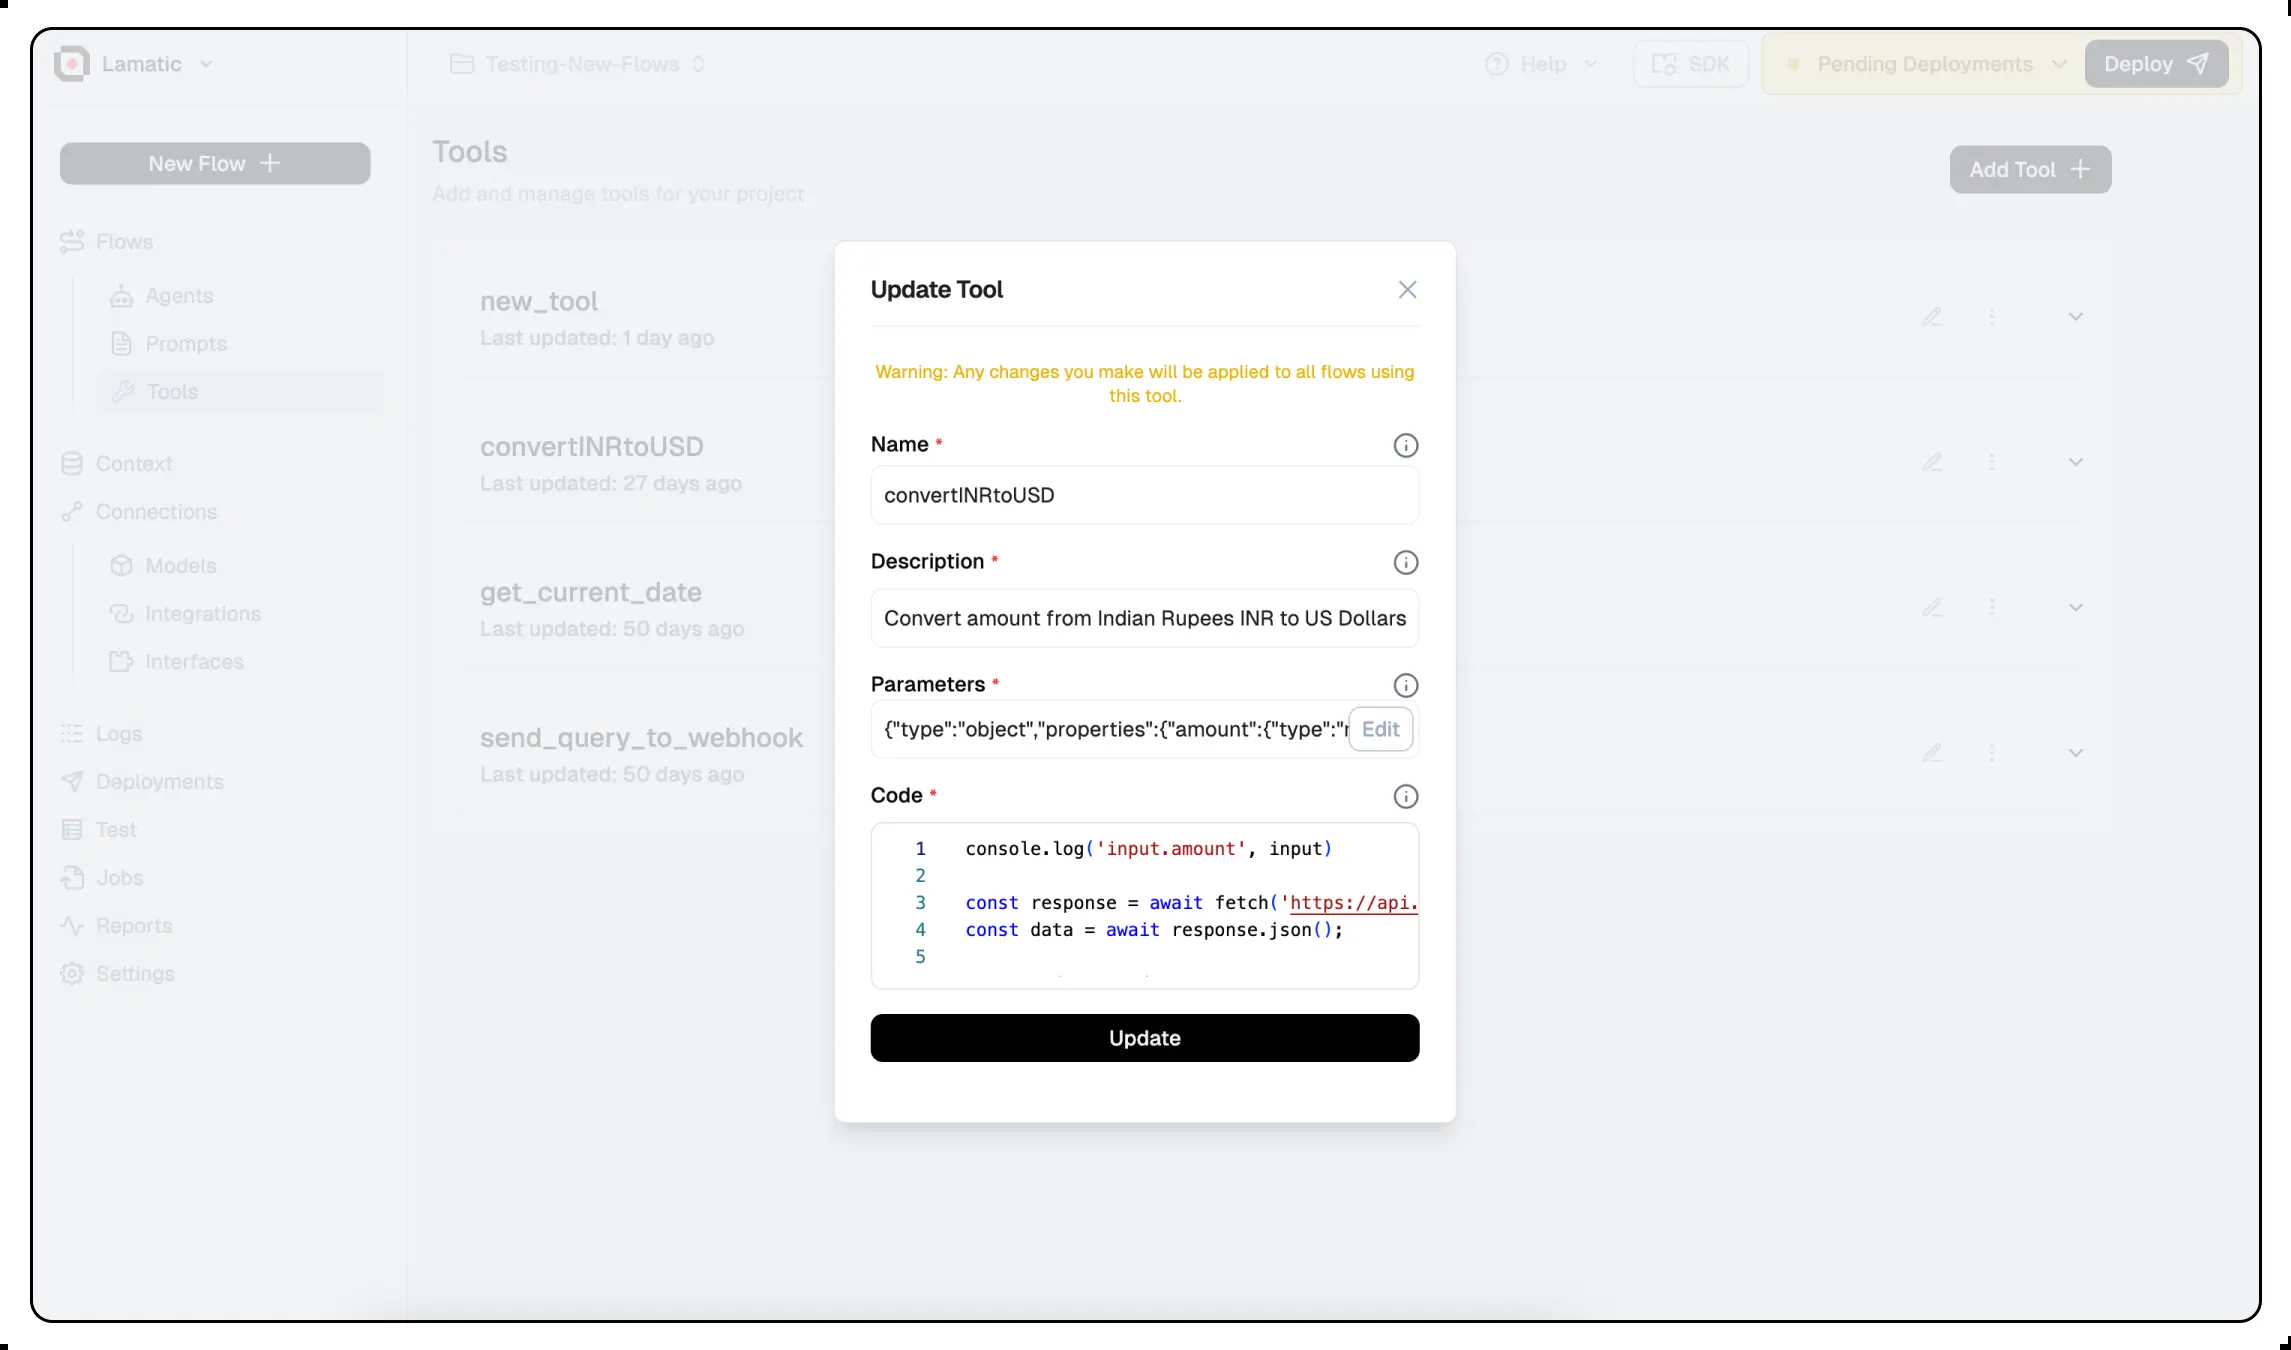 Lamatic
Testing-New-Flows
Help
SDK
Pending Deployments
Deploy
New Flow
Flows
Agents
Prompts
Tools
Context
Connections
Models
Integrations
Interfaces
Logs
Deployments
Test
Jobs
Reports
Settings
Tools
Add and manage tools for your project
Add Tool
new_tool
Last updated: 1 day ago
convertINRtoUSD
Last updated: 27 days ago
get_current_date
Last updated: 50 days ago
send_query_to_webhook
Last updated: 50 days ago
Update Tool
Warning: Any changes you make will be applied to all flows using
this tool.
Name *
convertINRtoUSD
Description *
Convert amount from Indian Rupees INR to US Dollars
Parameters *
{"type":"object","properties":{"amount":{"type":"
Edit
Code *
1 console.log('input.amount', input)
2
3 const response = await fetch('https://api.
4 const data = await response.json();
5
Update